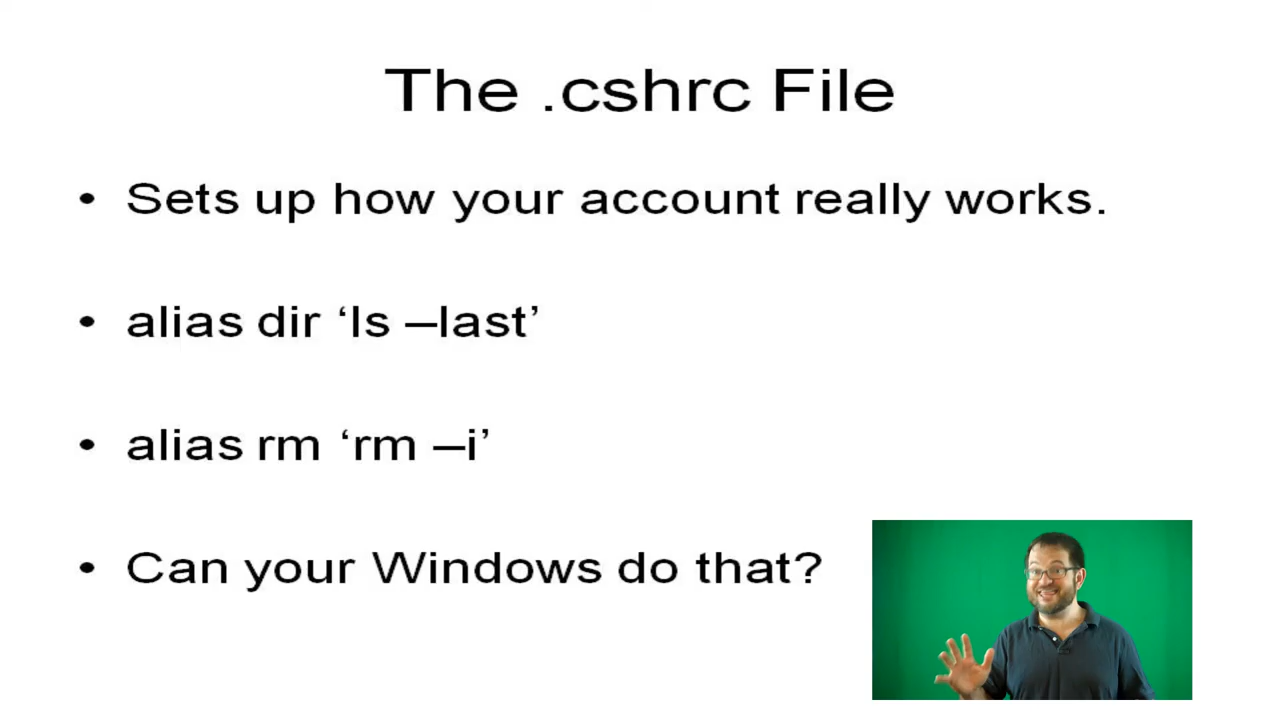 The .cshrc File
• Sets up how your account really works.
• alias dir ‘ls –last’
• alias rm ‘rm –i’
• Can your Windows do that?